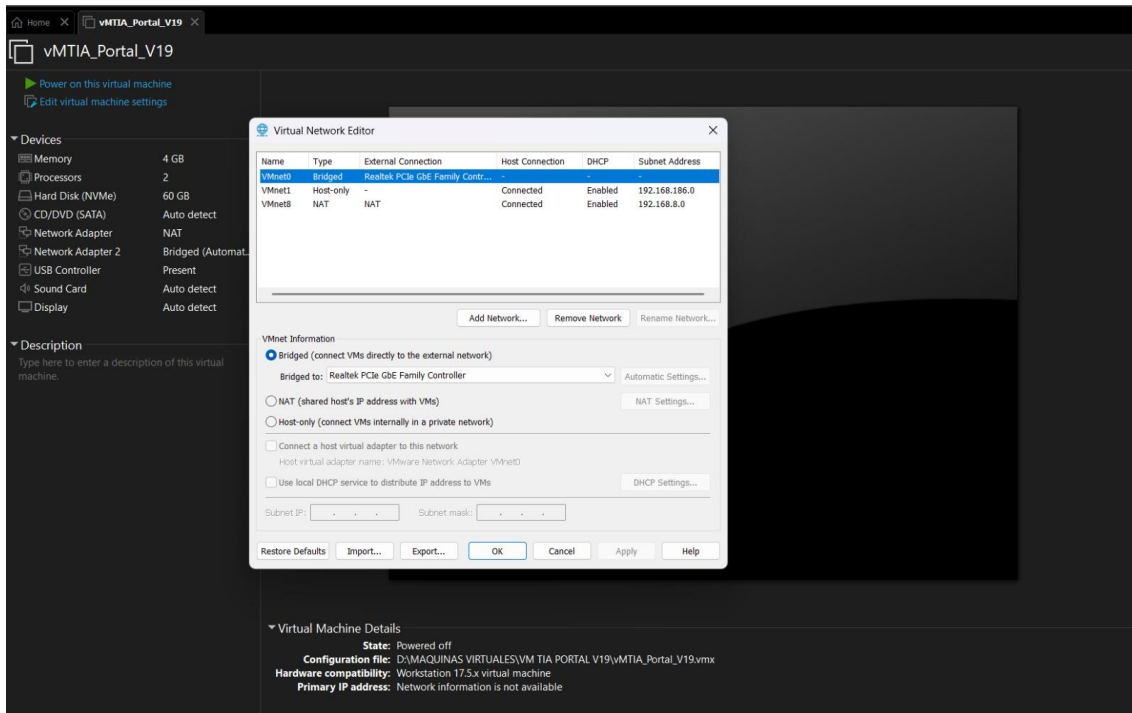 Home
vMTIA_Portal_V19
vMTIA_Portal_V19
Power on this virtual machine
Edit virtual machine settings
Devices
Memory 4 GB
Processors 2
Hard Disk (NVMe) 60 GB
CD/DVD (SATA) Auto detect
Network Adapter NAT
Network Adapter 2 Bridged (Automat...
USB Controller Present
Sound Card Auto detect
Display Auto detect
Description
Type here to enter a description of this virtual
machine.
Virtual Network Editor
Name Type External Connection Host Connection DHCP Subnet Address
VMnet0 Bridged Realtek PCIe GbE Family Contr... - - -
VMnet1 Host-only - Connected Enabled 192.168.186.0
VMnet8 NAT NAT Connected Enabled 192.168.8.0
Add Network... Remove Network Rename Network...
VMnet Information
Bridged (connect VMs directly to the external network)
Bridged to: Realtek PCIe GbE Family Controller Automatic Settings...
NAT (shared host's IP address with VMs) NAT Settings...
Host-only (connect VMs internally in a private network)
Connect a host virtual adapter to this network
Host virtual adapter name: VMware Network Adapter VMnet0
Use local DHCP service to distribute IP address to VMs DHCP Settings...
Subnet IP: . . . Subnet mask: . . .
Restore Defaults Import... Export... OK Cancel Apply Help
Virtual Machine Details
State: Powered off
Configuration file: D:\MAQUINAS VIRTUALES\VM TIA PORTAL V19\vMTIA_Portal_V19.vmx
Hardware compatibility: Workstation 17.5.x virtual machine
Primary IP address: Network information is not available